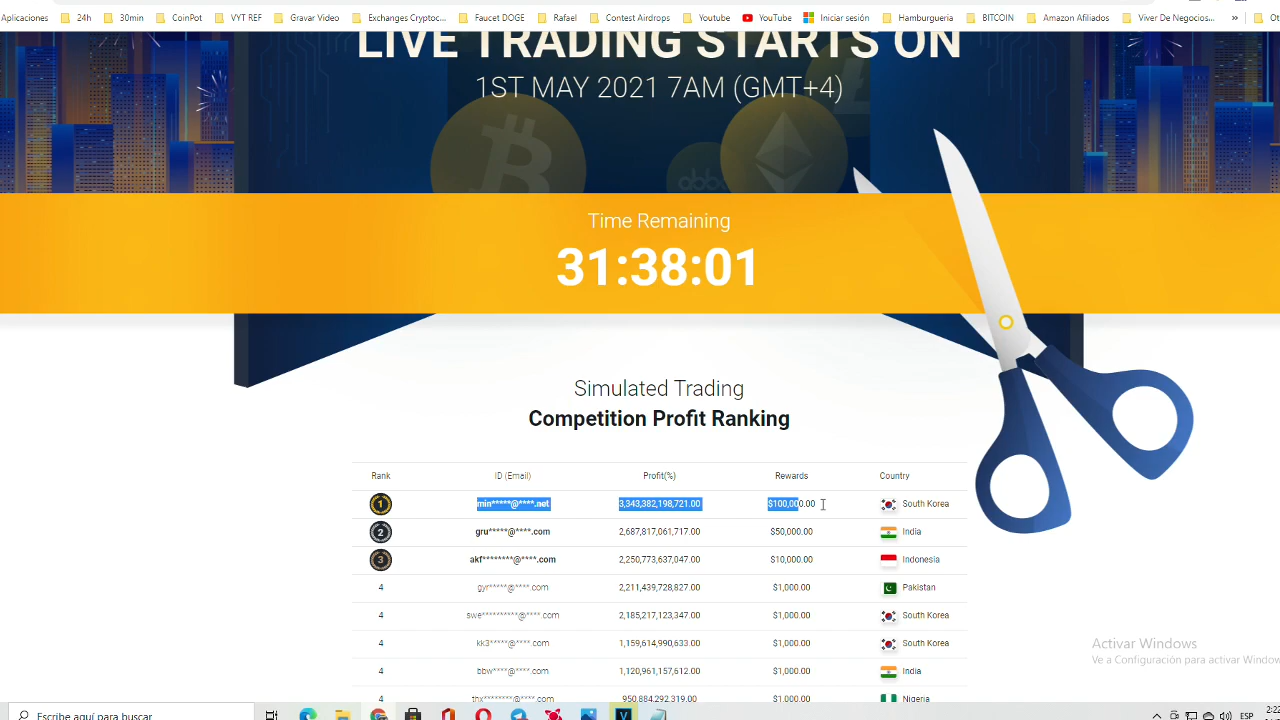 Aplicaciones 24h 30min CoinPot VYT REF Gravar Video Exchanges Cryptoc... Faucet DOGE Rafael Contest Airdrops Youtube YouTube Iniciar sesión Hamburgueria BITCOIN Amazon Afiliados Viver De Negocios... »
LIVE TRADING STARTS ON
1ST MAY 2021 7AM (GMT+4)
Time Remaining
31:38:01
Simulated Trading
Competition Profit Ranking
Rank ID (Email) Profit(%) Rewards Country
1 min*****@****.net 3,343,382,198,721.00 $100,000.00 South Korea
2 gru*****@****.com 2,687,817,061,717.00 $50,000.00 India
3 akf********@****.com 2,250,773,637,047.00 $10,000.00 Indonesia
4 gyr*****@****.com 2,211,439,728,827.00 $1,000.00 Pakistan
4 swe**********@****.com 2,185,217,123,347.00 $1,000.00 South Korea
4 kk3*****@****.com 1,159,614,990,633.00 $1,000.00 South Korea
4 bbw****@****.com 1,120,961,157,612.00 $1,000.00 India
4 thx*******@****.com 950,884,292,319.00 $1,000.00 Nigeria
Activar Windows
Ve a Configuración para activar Window
Escribe aquí para buscar ESP